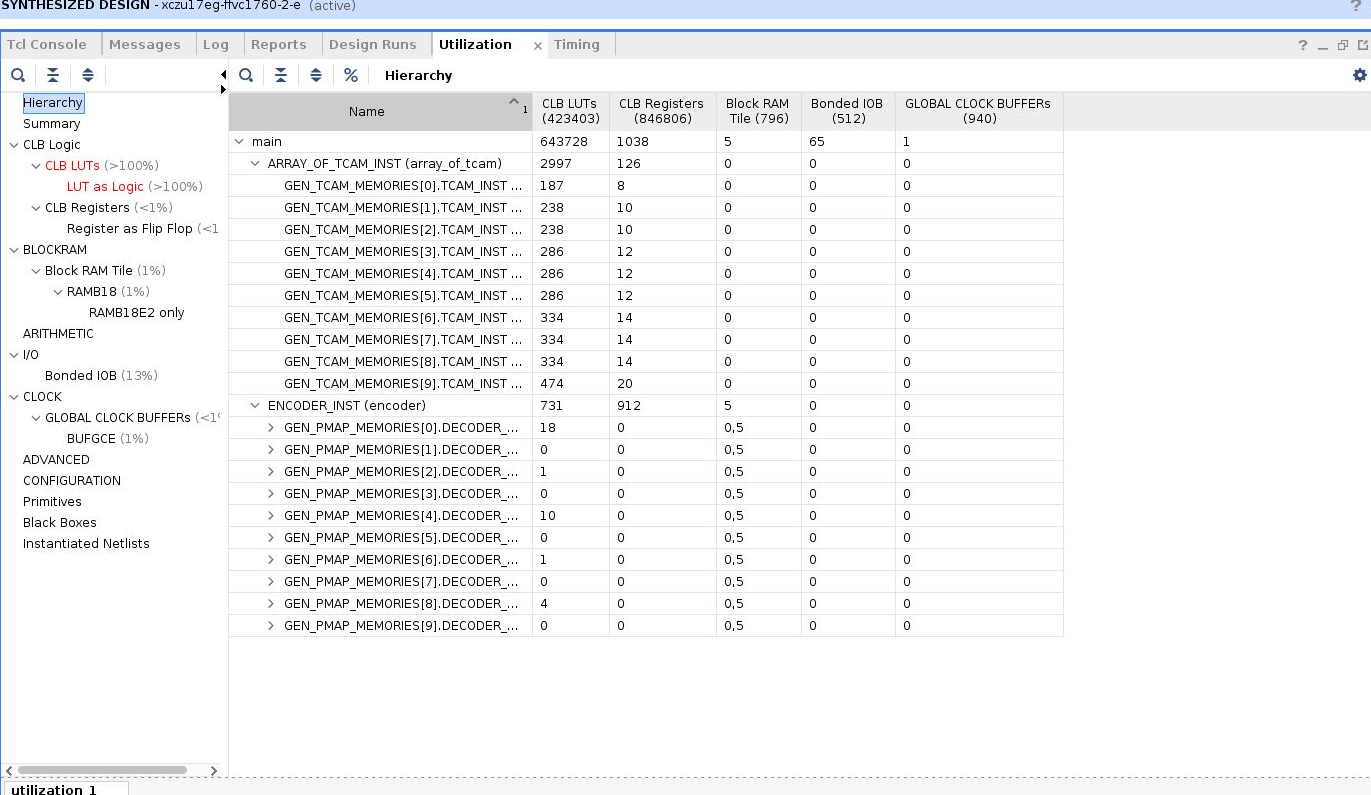 SYNTHESIZED DESIGN - xczu17eg-ffvc1760-2-e (active)
?
Tcl Console Messages Log Reports Design Runs Utilization × Timing
Hierarchy
Hierarchy
Summary
CLB Logic
CLB LUTs (>100%)
LUT as Logic (>100%)
CLB Registers (<1%)
Register as Flip Flop (<1
BLOCKRAM
Block RAM Tile (1%)
RAMB18 (1%)
RAMB18E2 only
ARITHMETIC
I/O
Bonded IOB (13%)
CLOCK
GLOBAL CLOCK BUFFERs (<1%
BUFGCE (1%)
ADVANCED
CONFIGURATION
Primitives
Black Boxes
Instantiated Netlists
Name 1 CLB LUTs (423403) CLB Registers (846806) Block RAM Tile (796) Bonded IOB (512) GLOBAL CLOCK BUFFERs (940)
main 643728 1038 5 65 1
ARRAY_OF_TCAM_INST (array_of_tcam) 2997 126 0 0 0
GEN_TCAM_MEMORIES[0].TCAM_INST ... 187 8 0 0 0
GEN_TCAM_MEMORIES[1].TCAM_INST ... 238 10 0 0 0
GEN_TCAM_MEMORIES[2].TCAM_INST ... 238 10 0 0 0
GEN_TCAM_MEMORIES[3].TCAM_INST ... 286 12 0 0 0
GEN_TCAM_MEMORIES[4].TCAM_INST ... 286 12 0 0 0
GEN_TCAM_MEMORIES[5].TCAM_INST ... 286 12 0 0 0
GEN_TCAM_MEMORIES[6].TCAM_INST ... 334 14 0 0 0
GEN_TCAM_MEMORIES[7].TCAM_INST ... 334 14 0 0 0
GEN_TCAM_MEMORIES[8].TCAM_INST ... 334 14 0 0 0
GEN_TCAM_MEMORIES[9].TCAM_INST ... 474 20 0 0 0
ENCODER_INST (encoder) 731 912 5 0 0
GEN_PMAP_MEMORIES[0].DECODER_... 18 0 0,5 0 0
GEN_PMAP_MEMORIES[1].DECODER_... 0 0 0,5 0 0
GEN_PMAP_MEMORIES[2].DECODER_... 1 0 0,5 0 0
GEN_PMAP_MEMORIES[3].DECODER_... 0 0 0,5 0 0
GEN_PMAP_MEMORIES[4].DECODER_... 10 0 0,5 0 0
GEN_PMAP_MEMORIES[5].DECODER_... 0 0 0,5 0 0
GEN_PMAP_MEMORIES[6].DECODER_... 1 0 0,5 0 0
GEN_PMAP_MEMORIES[7].DECODER_... 0 0 0,5 0 0
GEN_PMAP_MEMORIES[8].DECODER_... 4 0 0,5 0 0
GEN_PMAP_MEMORIES[9].DECODER_... 0 0 0,5 0 0
utilization_1